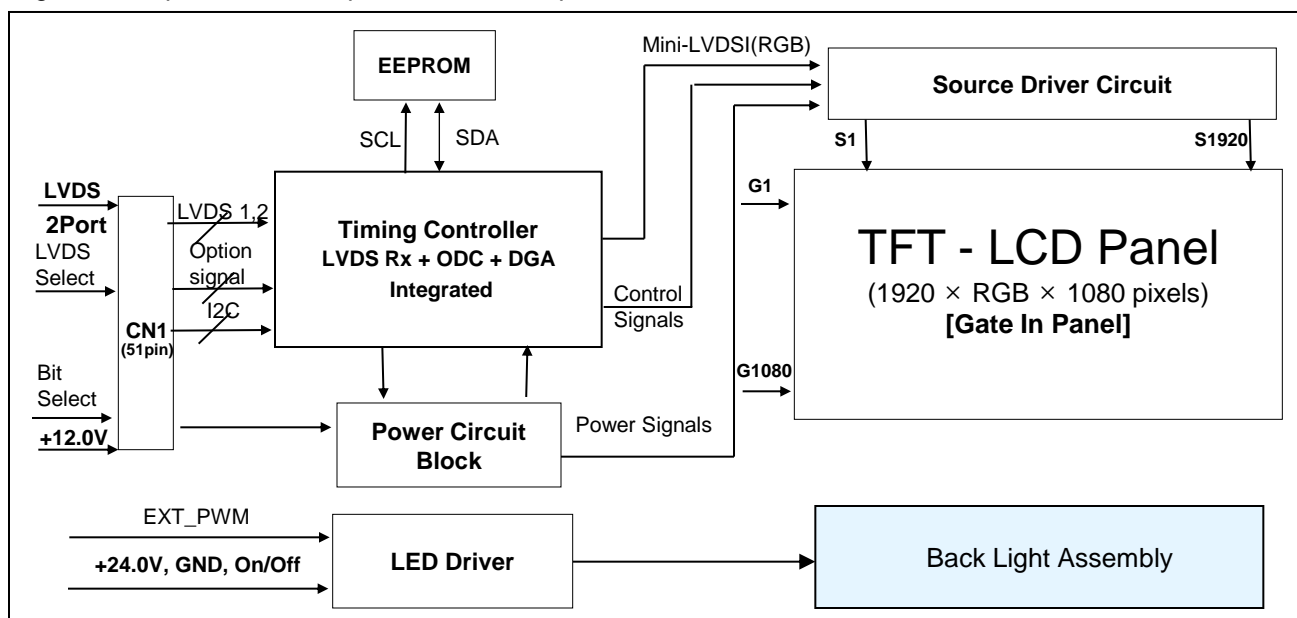 Mini-LVDSI(RGB)
EEPROM
Source Driver Circuit
SCL
SDA
S1
S1920
LVDS
2Port
LVDS
Select
Bit
Select
+12.0V
CN1
(51pin)
LVDS 1,2
Option
signal
I2C
Timing Controller
LVDS Rx + ODC + DGA
Integrated
Control
Signals
G1
G1080
TFT - LCD Panel
(1920 × RGB × 1080 pixels)
[Gate In Panel]
Power Circuit
Block
Power Signals
EXT_PWM
+24.0V, GND, On/Off
LED Driver
Back Light Assembly